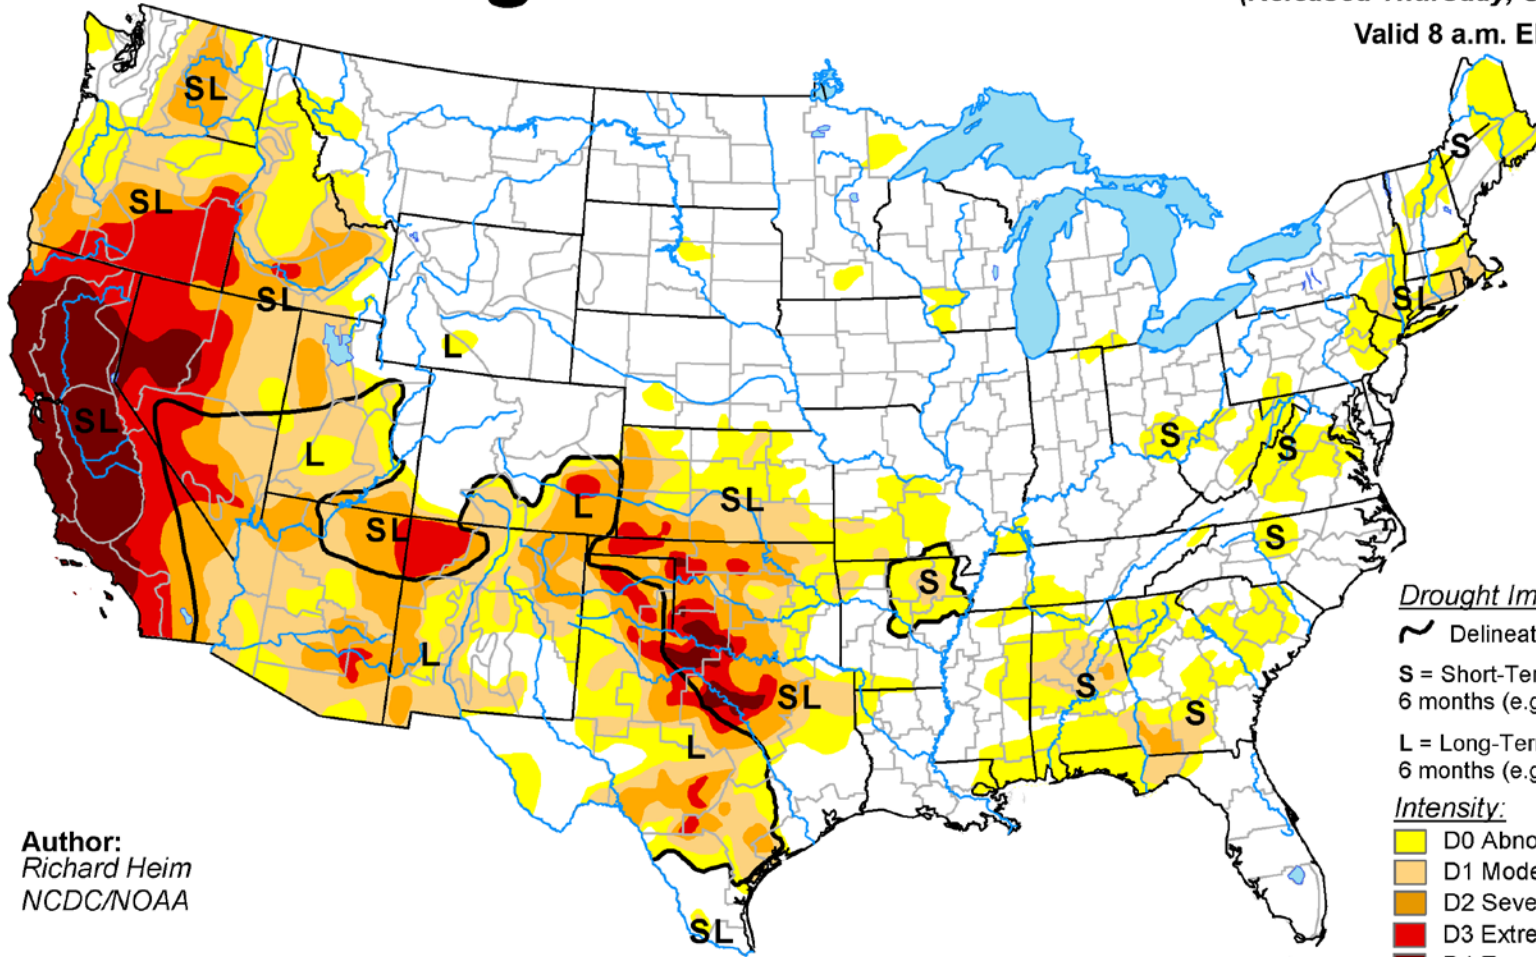 Valid 8 a.m.
SL
S
SL
SL
SL
L
SL
S
S
L
SL
L
SL
S
S
L
S
SL
S
L
SL
Drought
Delineat
S = Short-Ter
6 months (e.g
L = Long-Ter
6 months (e.g
Intensity:
D0 Abno
D1 Mode
D2 Seve
D3 Extre
Author:
Richard Heim
NCDC/NOAA